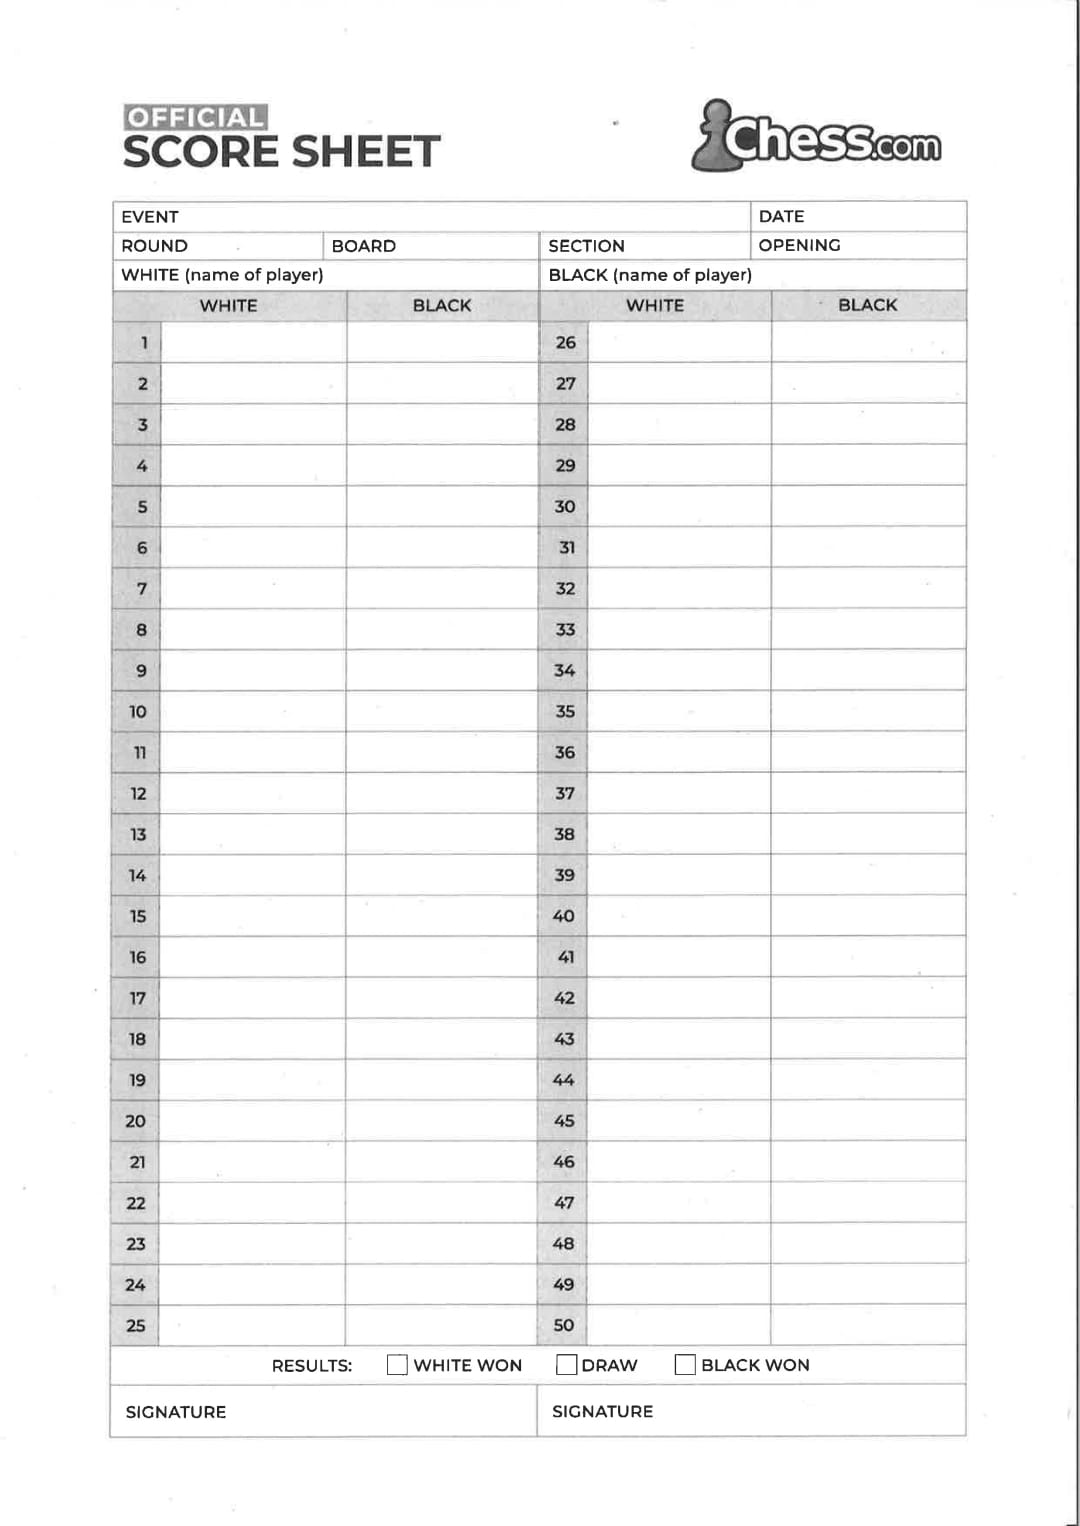 OFFICIAL
SCORE SHEET
Chess.com
EVENT DATE
ROUND BOARD SECTION OPENING
WHITE (name of player) BLACK (name of player)
WHITE BLACK WHITE BLACK
1 26
2 27
3 28
4 29
5 30
6 31
7 32
8 33
9 34
10 35
11 36
12 37
13 38
14 39
15 40
16 41
17 42
18 43
19 44
20 45
21 46
22 47
23 48
24 49
25 50
RESULTS: WHITE WON DRAW BLACK WON
SIGNATURE SIGNATURE